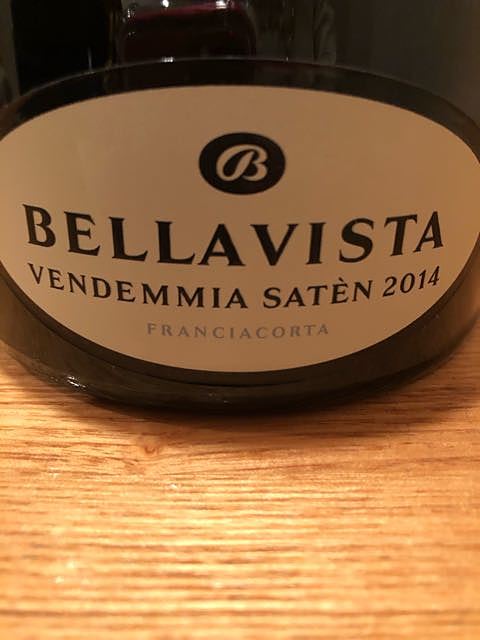 B
BELLAVISTA
VENDEMMIA SATÈN 2014
FRANCIACORTA